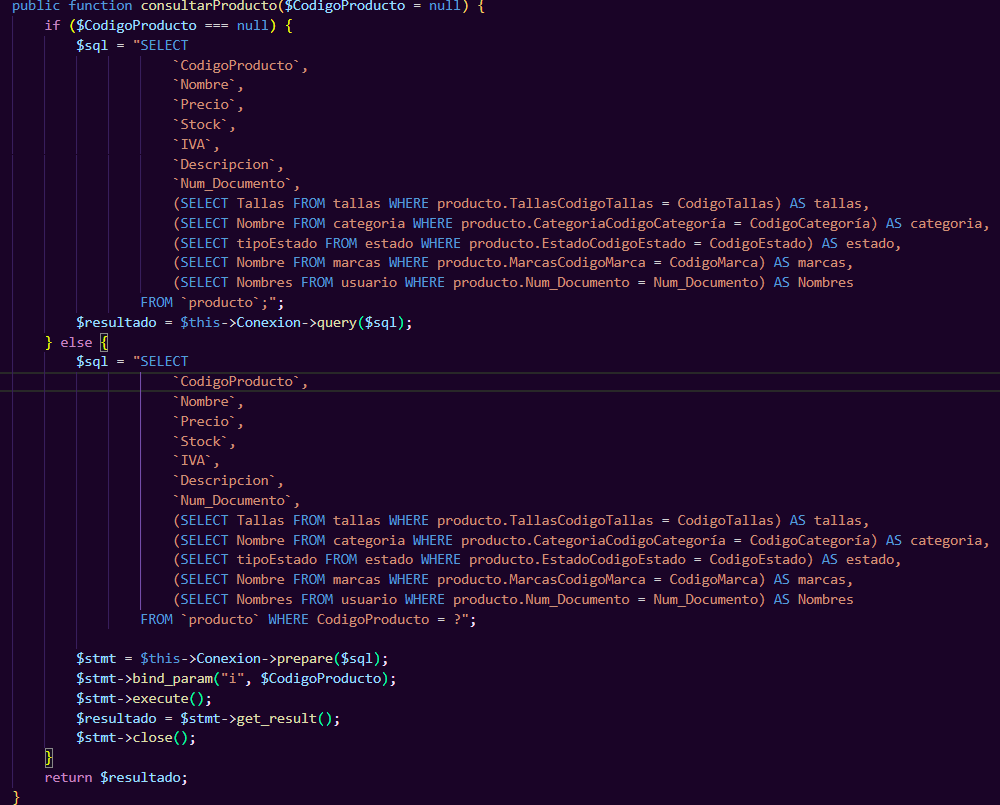 public function consultarProducto($CodigoProducto = null) {
if ($CodigoProducto === null) {
$sql = "SELECT
`CodigoProducto`,
`Nombre`,
`Precio`,
`Stock`,
`IVA`,
`Descripcion`,
`Num_Documento`,
(SELECT Tallas FROM tallas WHERE producto.TallasCodigoTallas = CodigoTallas) AS tallas,
(SELECT Nombre FROM categoria WHERE producto.CategoriaCodigoCategoría = CodigoCategoría) AS categoria,
(SELECT tipoEstado FROM estado WHERE producto.EstadoCodigoEstado = CodigoEstado) AS estado,
(SELECT Nombre FROM marcas WHERE producto.MarcasCodigoMarca = CodigoMarca) AS marcas,
(SELECT Nombres FROM usuario WHERE producto.Num_Documento = Num_Documento) AS Nombres
FROM `producto`;";
$resultado = $this->Conexion->query($sql);
} else {
$sql = "SELECT
`CodigoProducto`,
`Nombre`,
`Precio`,
`Stock`,
`IVA`,
`Descripcion`,
`Num_Documento`,
(SELECT Tallas FROM tallas WHERE producto.TallasCodigoTallas = CodigoTallas) AS tallas,
(SELECT Nombre FROM categoria WHERE producto.CategoriaCodigoCategoría = CodigoCategoría) AS categoria,
(SELECT tipoEstado FROM estado WHERE producto.EstadoCodigoEstado = CodigoEstado) AS estado,
(SELECT Nombre FROM marcas WHERE producto.MarcasCodigoMarca = CodigoMarca) AS marcas,
(SELECT Nombres FROM usuario WHERE producto.Num_Documento = Num_Documento) AS Nombres
FROM `producto` WHERE CodigoProducto = ?";
$stmt = $this->Conexion->prepare($sql);
$stmt->bind_param("i", $CodigoProducto);
$stmt->execute();
$resultado = $stmt->get_result();
$stmt->close();
}
return $resultado;
}